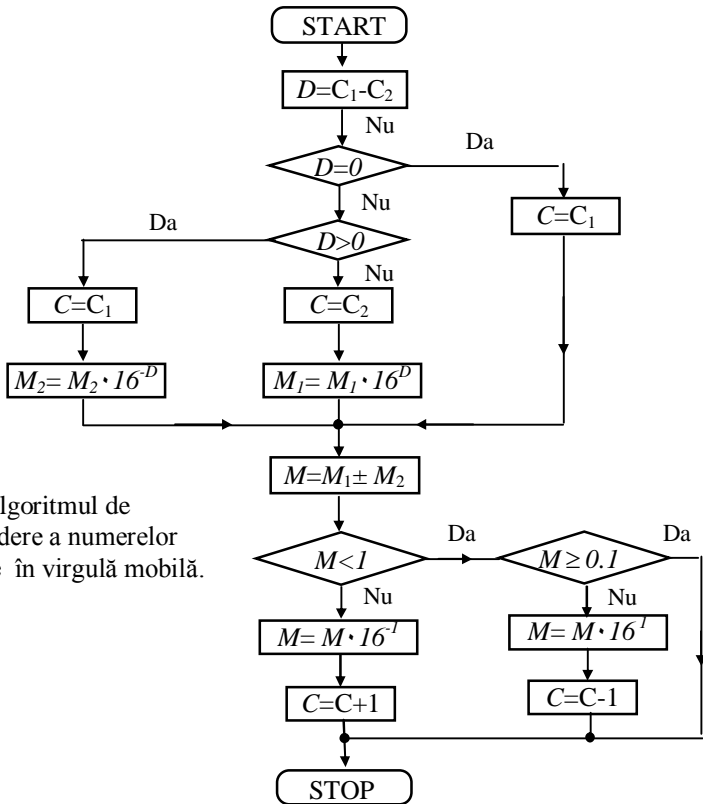 START
D=C₁-C₂
Nu
D=0
Da
Nu
C=C₁
Da
D>0
Nu
C=C₁
C=C₂
M₂= M₂·16⁻ᴰ
M₁= M₁·16ᴰ
M=M₁± M₂
lgoritmul de
dere a numerelor
în virgulă mobilă.
M<1
Da
M≥0.1
Da
Nu
Nu
M= M·16⁻¹
M= M·16¹
C=C+1
C=C-1
STOP